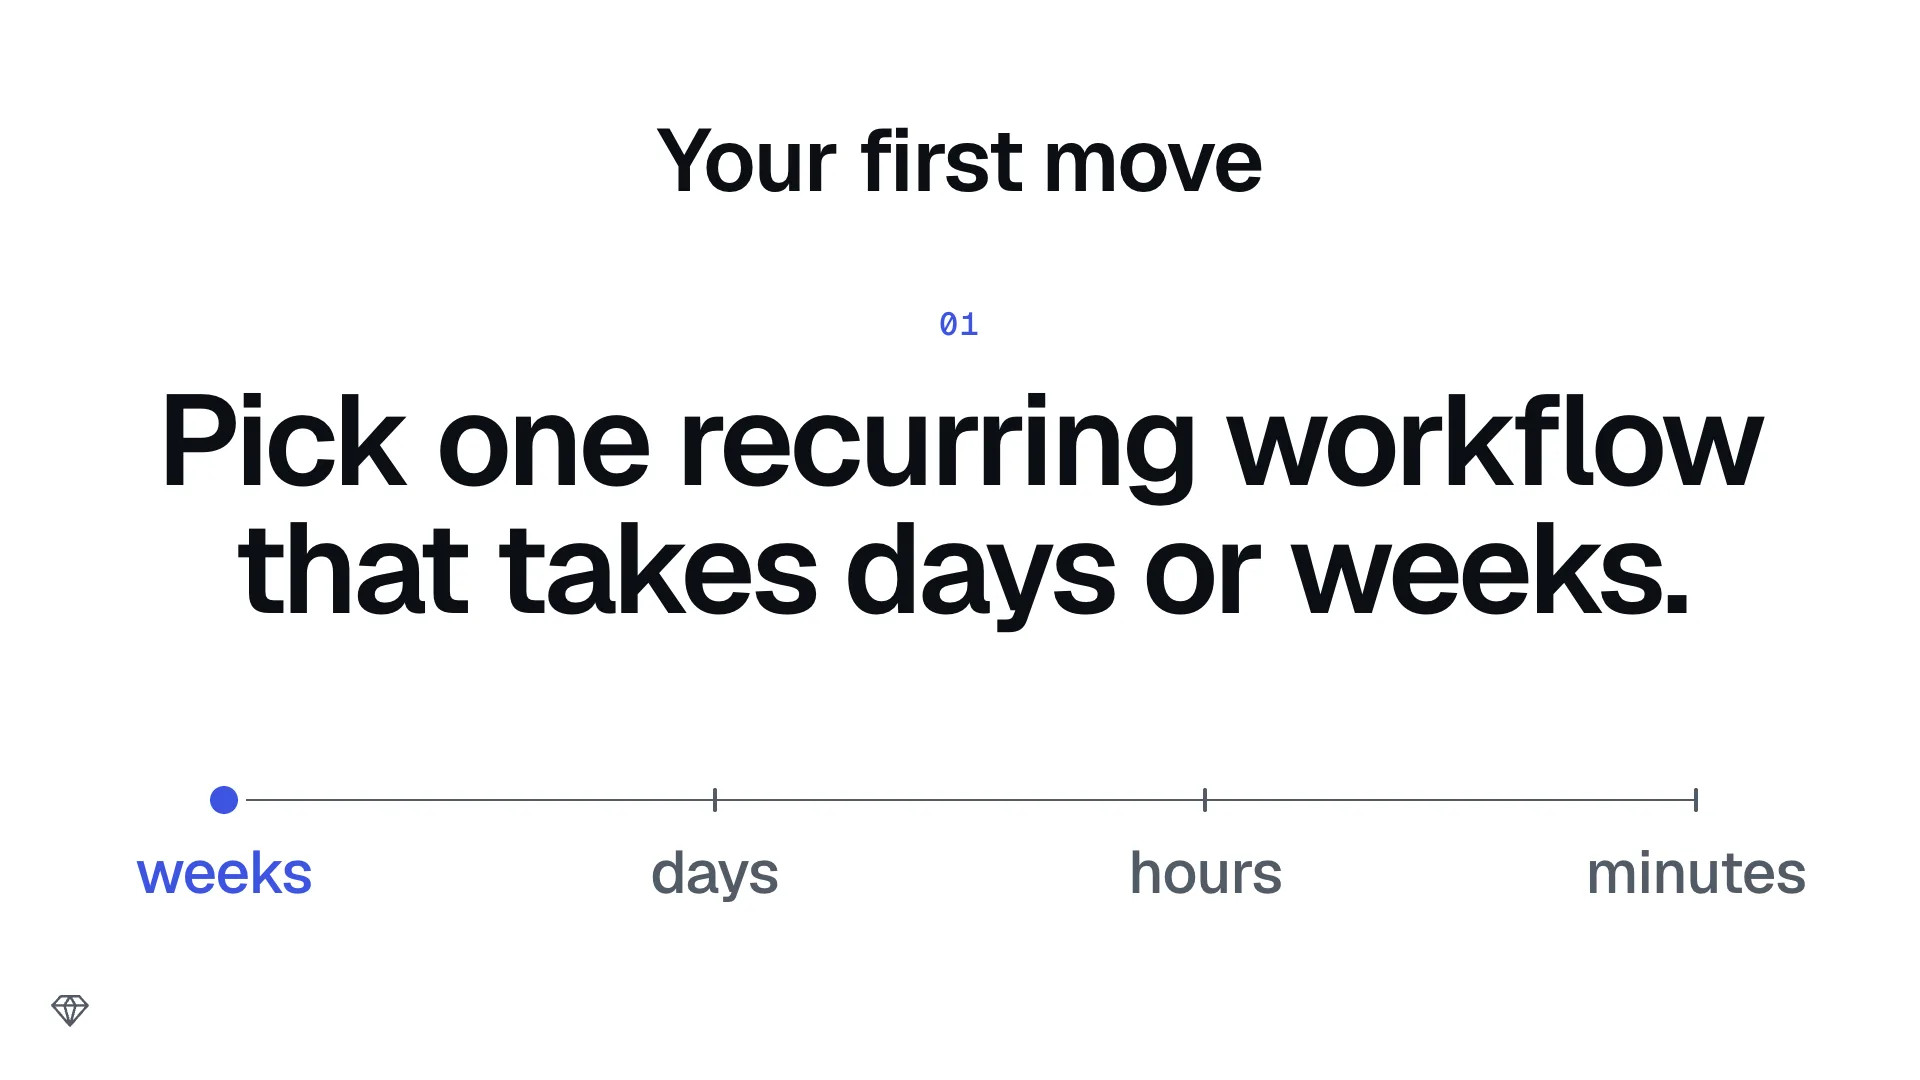 Your first move
01
Pick one recurring workflow
that takes days or weeks.
weeks
days
hours
minutes